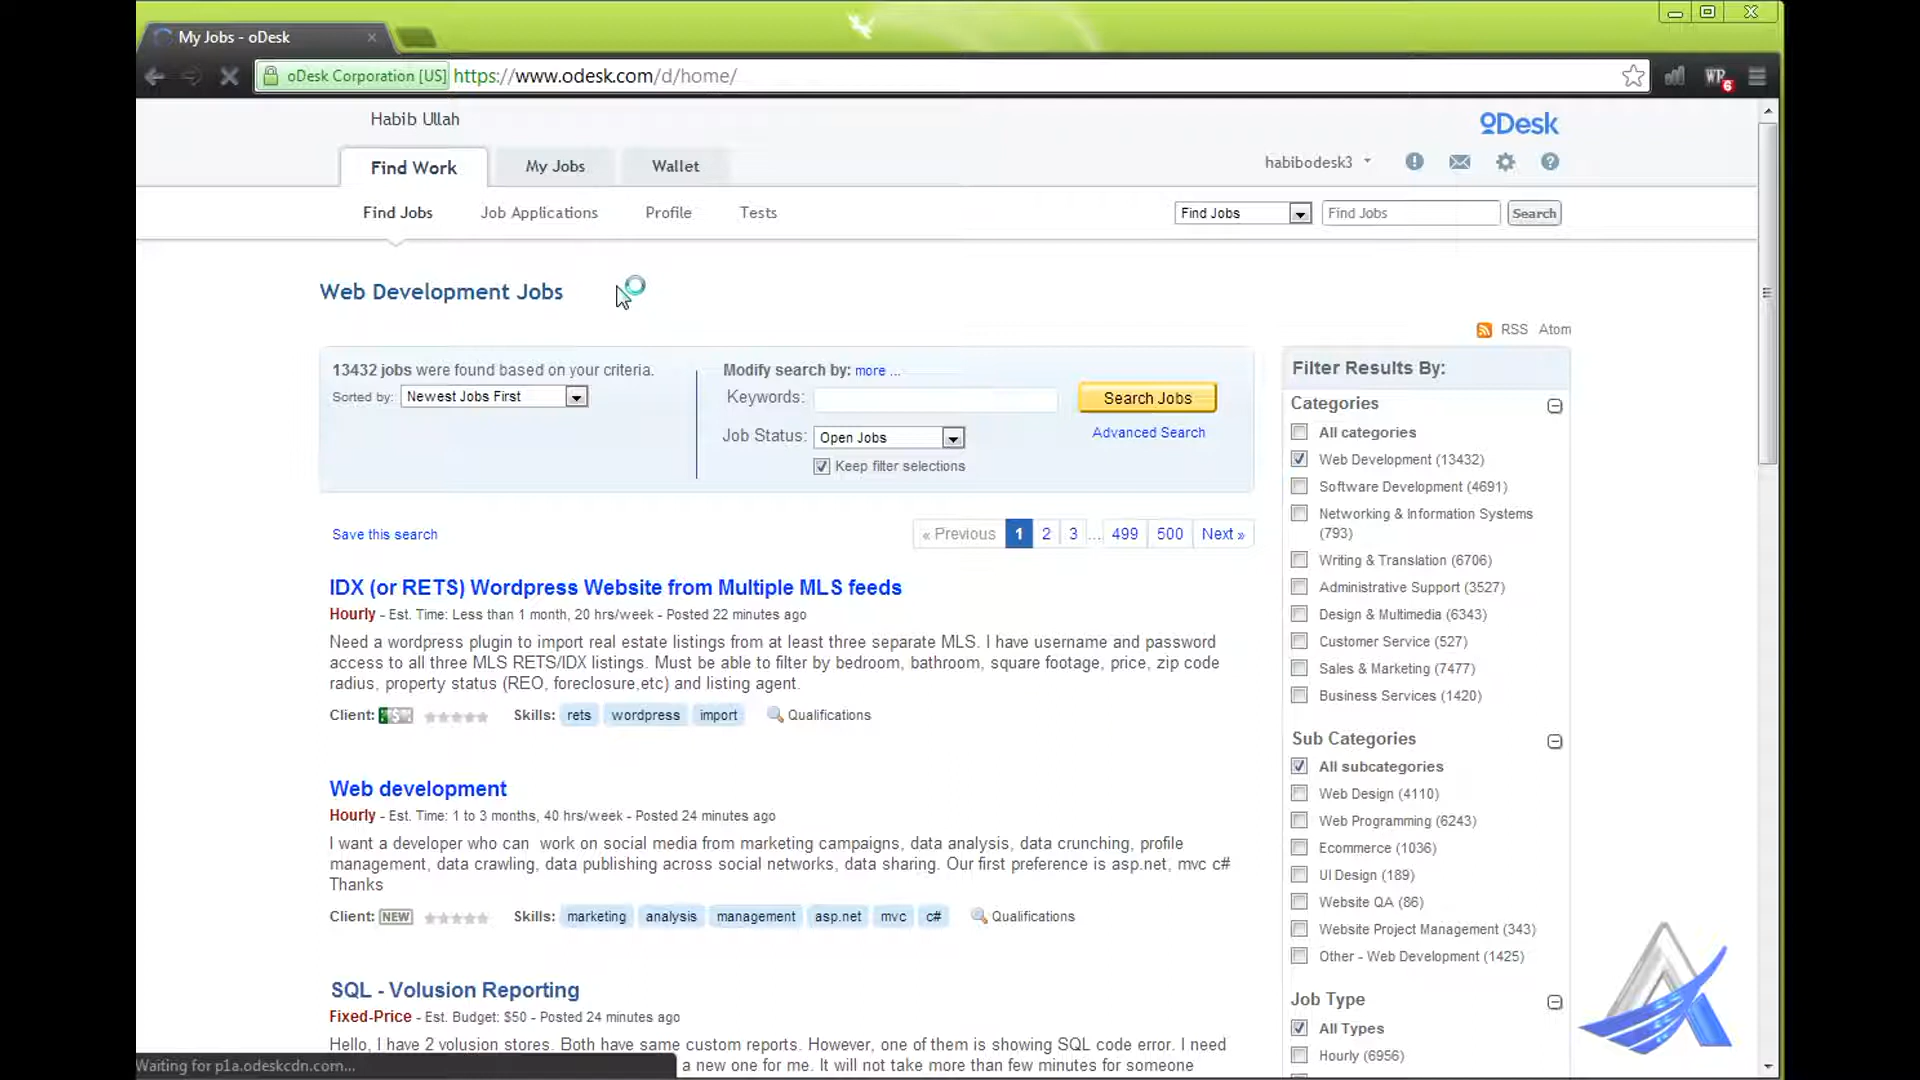 My Jobs - oDesk
oDesk Corporation [US] https://www.odesk.com/d/home/
WP 6
Habib Ullah
oDesk
Find Work My Jobs Wallet
habibodesk3
Find Jobs Job Applications Profile Tests
Find Jobs Find Jobs Search
Web Development Jobs
RSS Atom
13432 jobs were found based on your criteria.
Sorted by: Newest Jobs First
Modify search by: more ...
Keywords: Search Jobs
Job Status: Open Jobs Advanced Search
Keep filter selections
Save this search
« Previous 1 2 3 ... 499 500 Next »
IDX (or RETS) Wordpress Website from Multiple MLS feeds
Hourly - Est. Time: Less than 1 month, 20 hrs/week - Posted 22 minutes ago
Need a wordpress plugin to import real estate listings from at least three separate MLS. I have username and password
access to all three MLS RETS/IDX listings. Must be able to filter by bedroom, bathroom, square footage, price, zip code
radius, property status (REO, foreclosure,etc) and listing agent.
Client: $ Skills: rets wordpress import Qualifications
Web development
Hourly - Est. Time: 1 to 3 months, 40 hrs/week - Posted 24 minutes ago
I want a developer who can work on social media from marketing campaigns, data analysis, data crunching, profile
management, data crawling, data publishing across social networks, data sharing. Our first preference is asp.net, mvc c#
Thanks
Client: NEW Skills: marketing analysis management asp.net mvc c# Qualifications
SQL - Volusion Reporting
Fixed-Price - Est. Budget: $50 - Posted 24 minutes ago
Hello, I have 2 volusion stores. Both have same custom reports. However, one of them is showing SQL code error. I need
a new one for me. It will not take more than few minutes for someone
Waiting for p1a.odeskcdn.com...
Filter Results By:
Categories
All categories
Web Development (13432)
Software Development (4691)
Networking & Information Systems
(793)
Writing & Translation (6706)
Administrative Support (3527)
Design & Multimedia (6343)
Customer Service (527)
Sales & Marketing (7477)
Business Services (1420)
Sub Categories
All subcategories
Web Design (4110)
Web Programming (6243)
Ecommerce (1036)
UI Design (189)
Website QA (86)
Website Project Management (343)
Other - Web Development (1425)
Job Type
All Types
Hourly (6956)